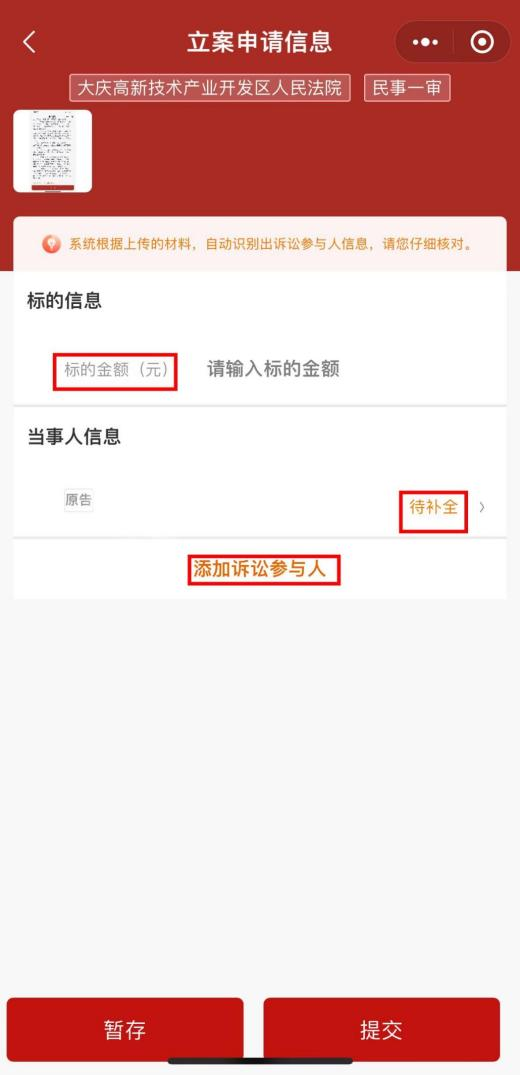 立案申请信息
大庆高新技术产业开发区人民法院 民事一审
系统根据上传的材料，自动识别出诉讼参与人信息，请您仔细核对。
标的信息
标的金额（元） 请输入标的金额
当事人信息
原告 待补全
添加诉讼参与人
暂存 提交